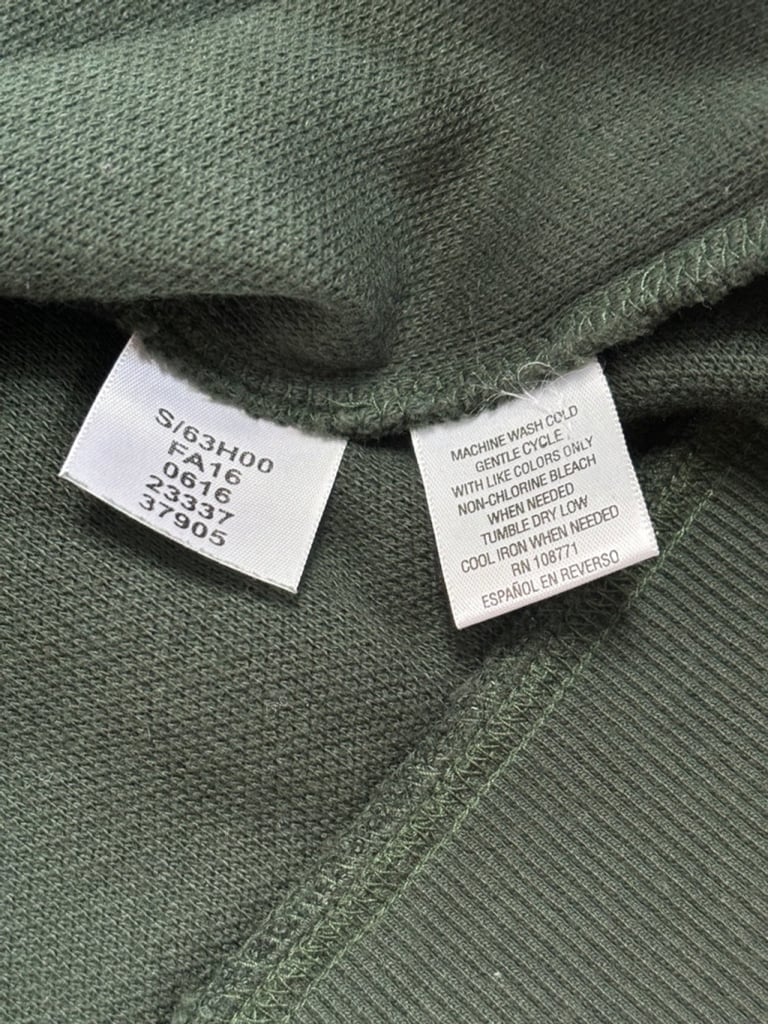 S/63H00
FA16
0616
23337
37905
MACHINE WASH COLD
GENTLE CYCLE
WITH LIKE COLORS ONLY
NON-CHLORINE BLEACH
WHEN NEEDED
TUMBLE DRY LOW
COOL IRON WHEN NEEDED
RN 108771
ESPAÑOL EN REVERSO